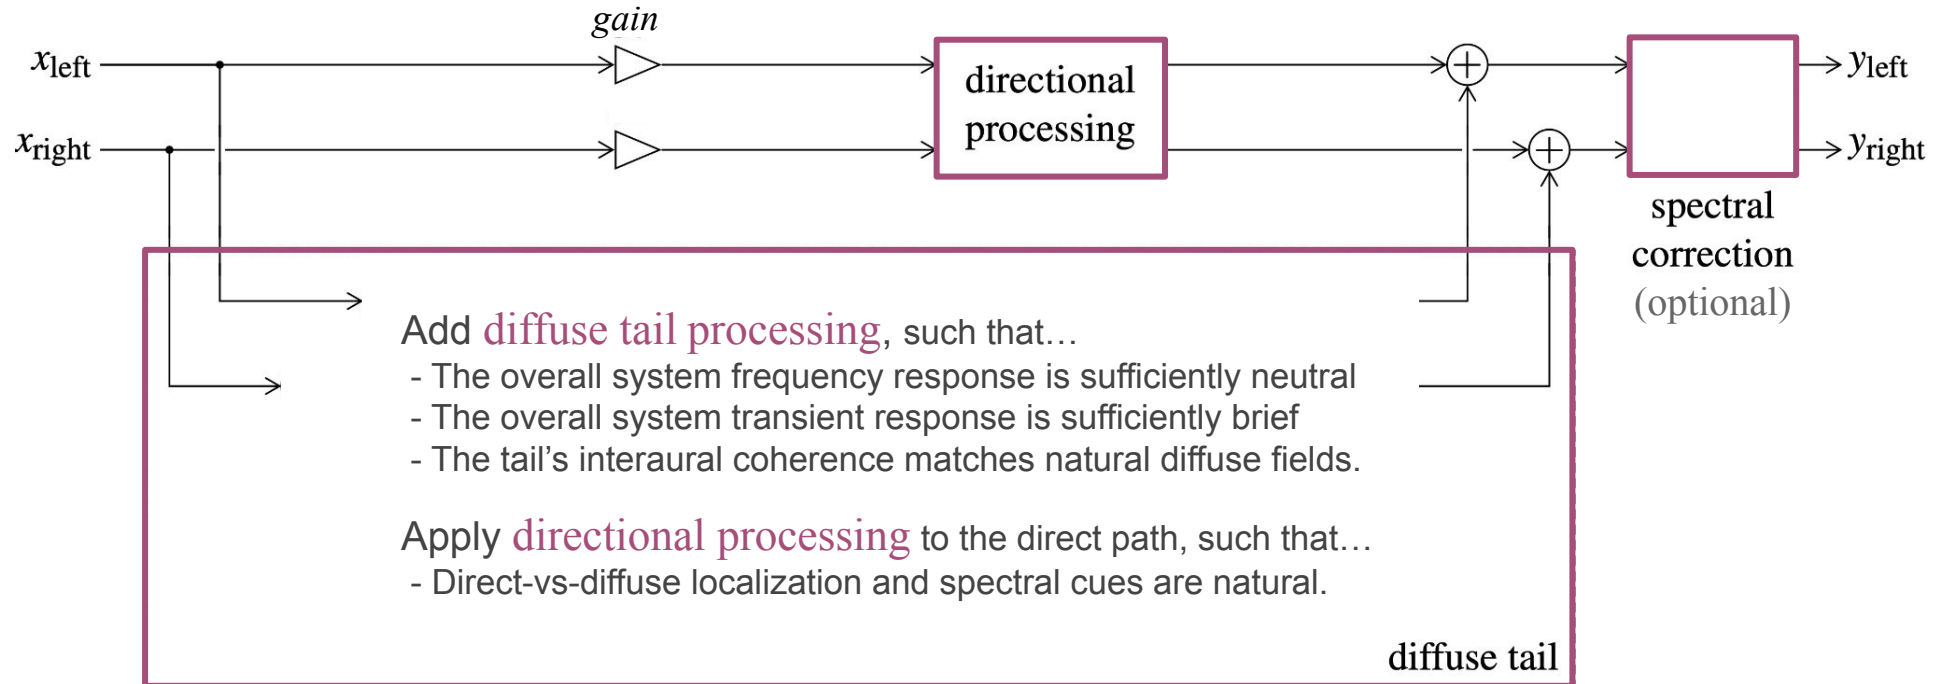 gain
x_left
y_left
directional
processing
x_right
y_right
spectral
correction
(optional)
Add diffuse tail processing, such that…
- The overall system frequency response is sufficiently neutral
- The overall system transient response is sufficiently brief
- The tail’s interaural coherence matches natural diffuse fields.
Apply directional processing to the direct path, such that…
- Direct-vs-diffuse localization and spectral cues are natural.
diffuse tail